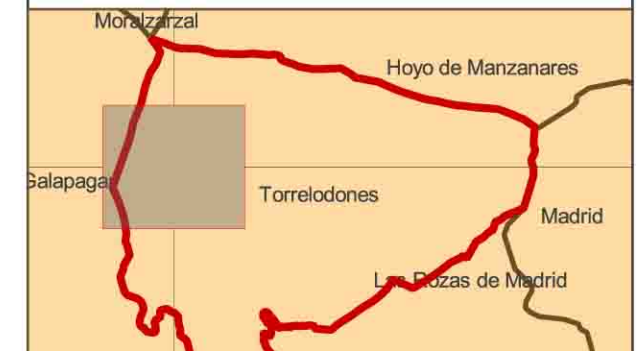 Moralzarzal
Hoyo de Manzanares
Galapagar
Torrelodones
Madrid
Las Rozas de Madrid